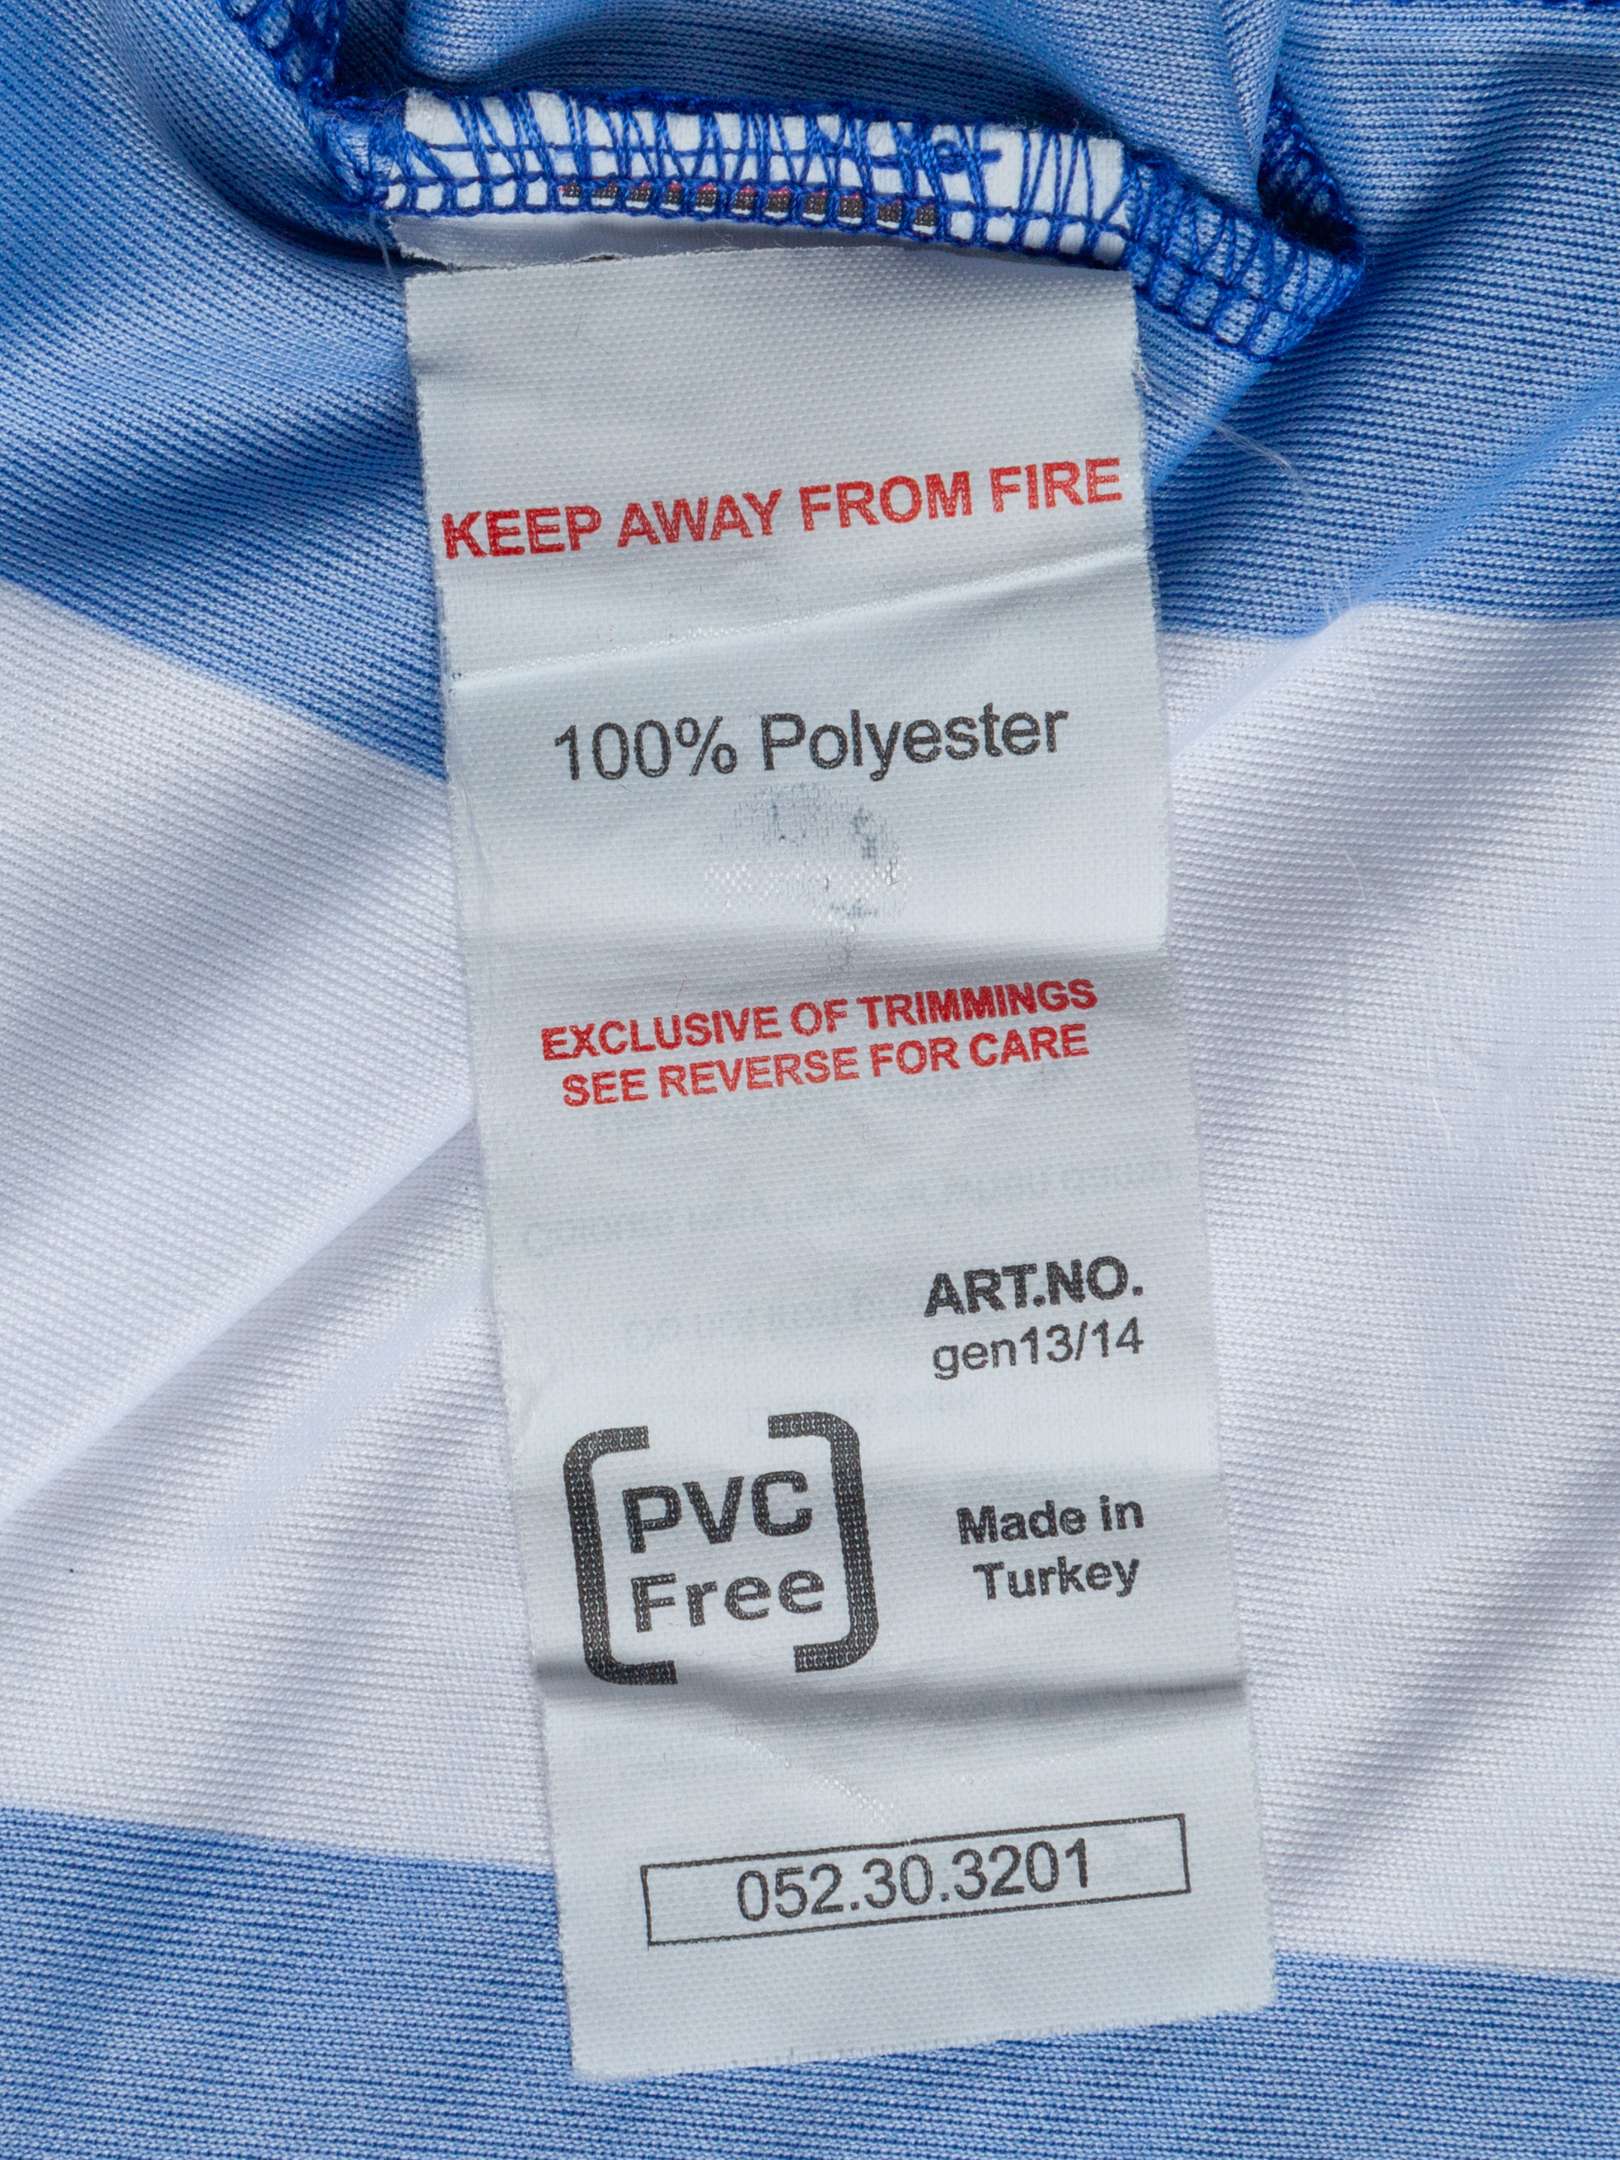 KEEP AWAY FROM FIRE
100% Polyester
EXCLUSIVE OF TRIMMINGS
SEE REVERSE FOR CARE
ART.NO.
gen13/14
PVC
Free
Made in
Turkey
052.30.3201